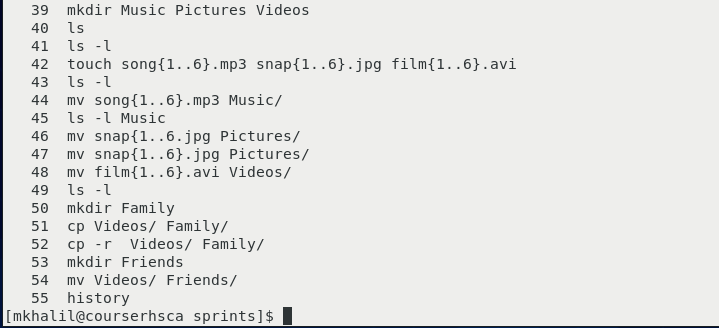 39 mkdir Music Pictures Videos
40 ls
41 ls -l
42 touch song{1..6}.mp3 snap{1..6}.jpg film{1..6}.avi
43 ls -l
44 mv song{1..6}.mp3 Music/
45 ls -l Music
46 mv snap{1..6.jpg Pictures/
47 mv snap{1..6}.jpg Pictures/
48 mv film{1..6}.avi Videos/
49 ls -l
50 mkdir Family
51 cp Videos/ Family/
52 cp -r  Videos/ Family/
53 mkdir Friends
54 mv Videos/ Friends/
55 history
[mkhalil@courserhsca sprints]$